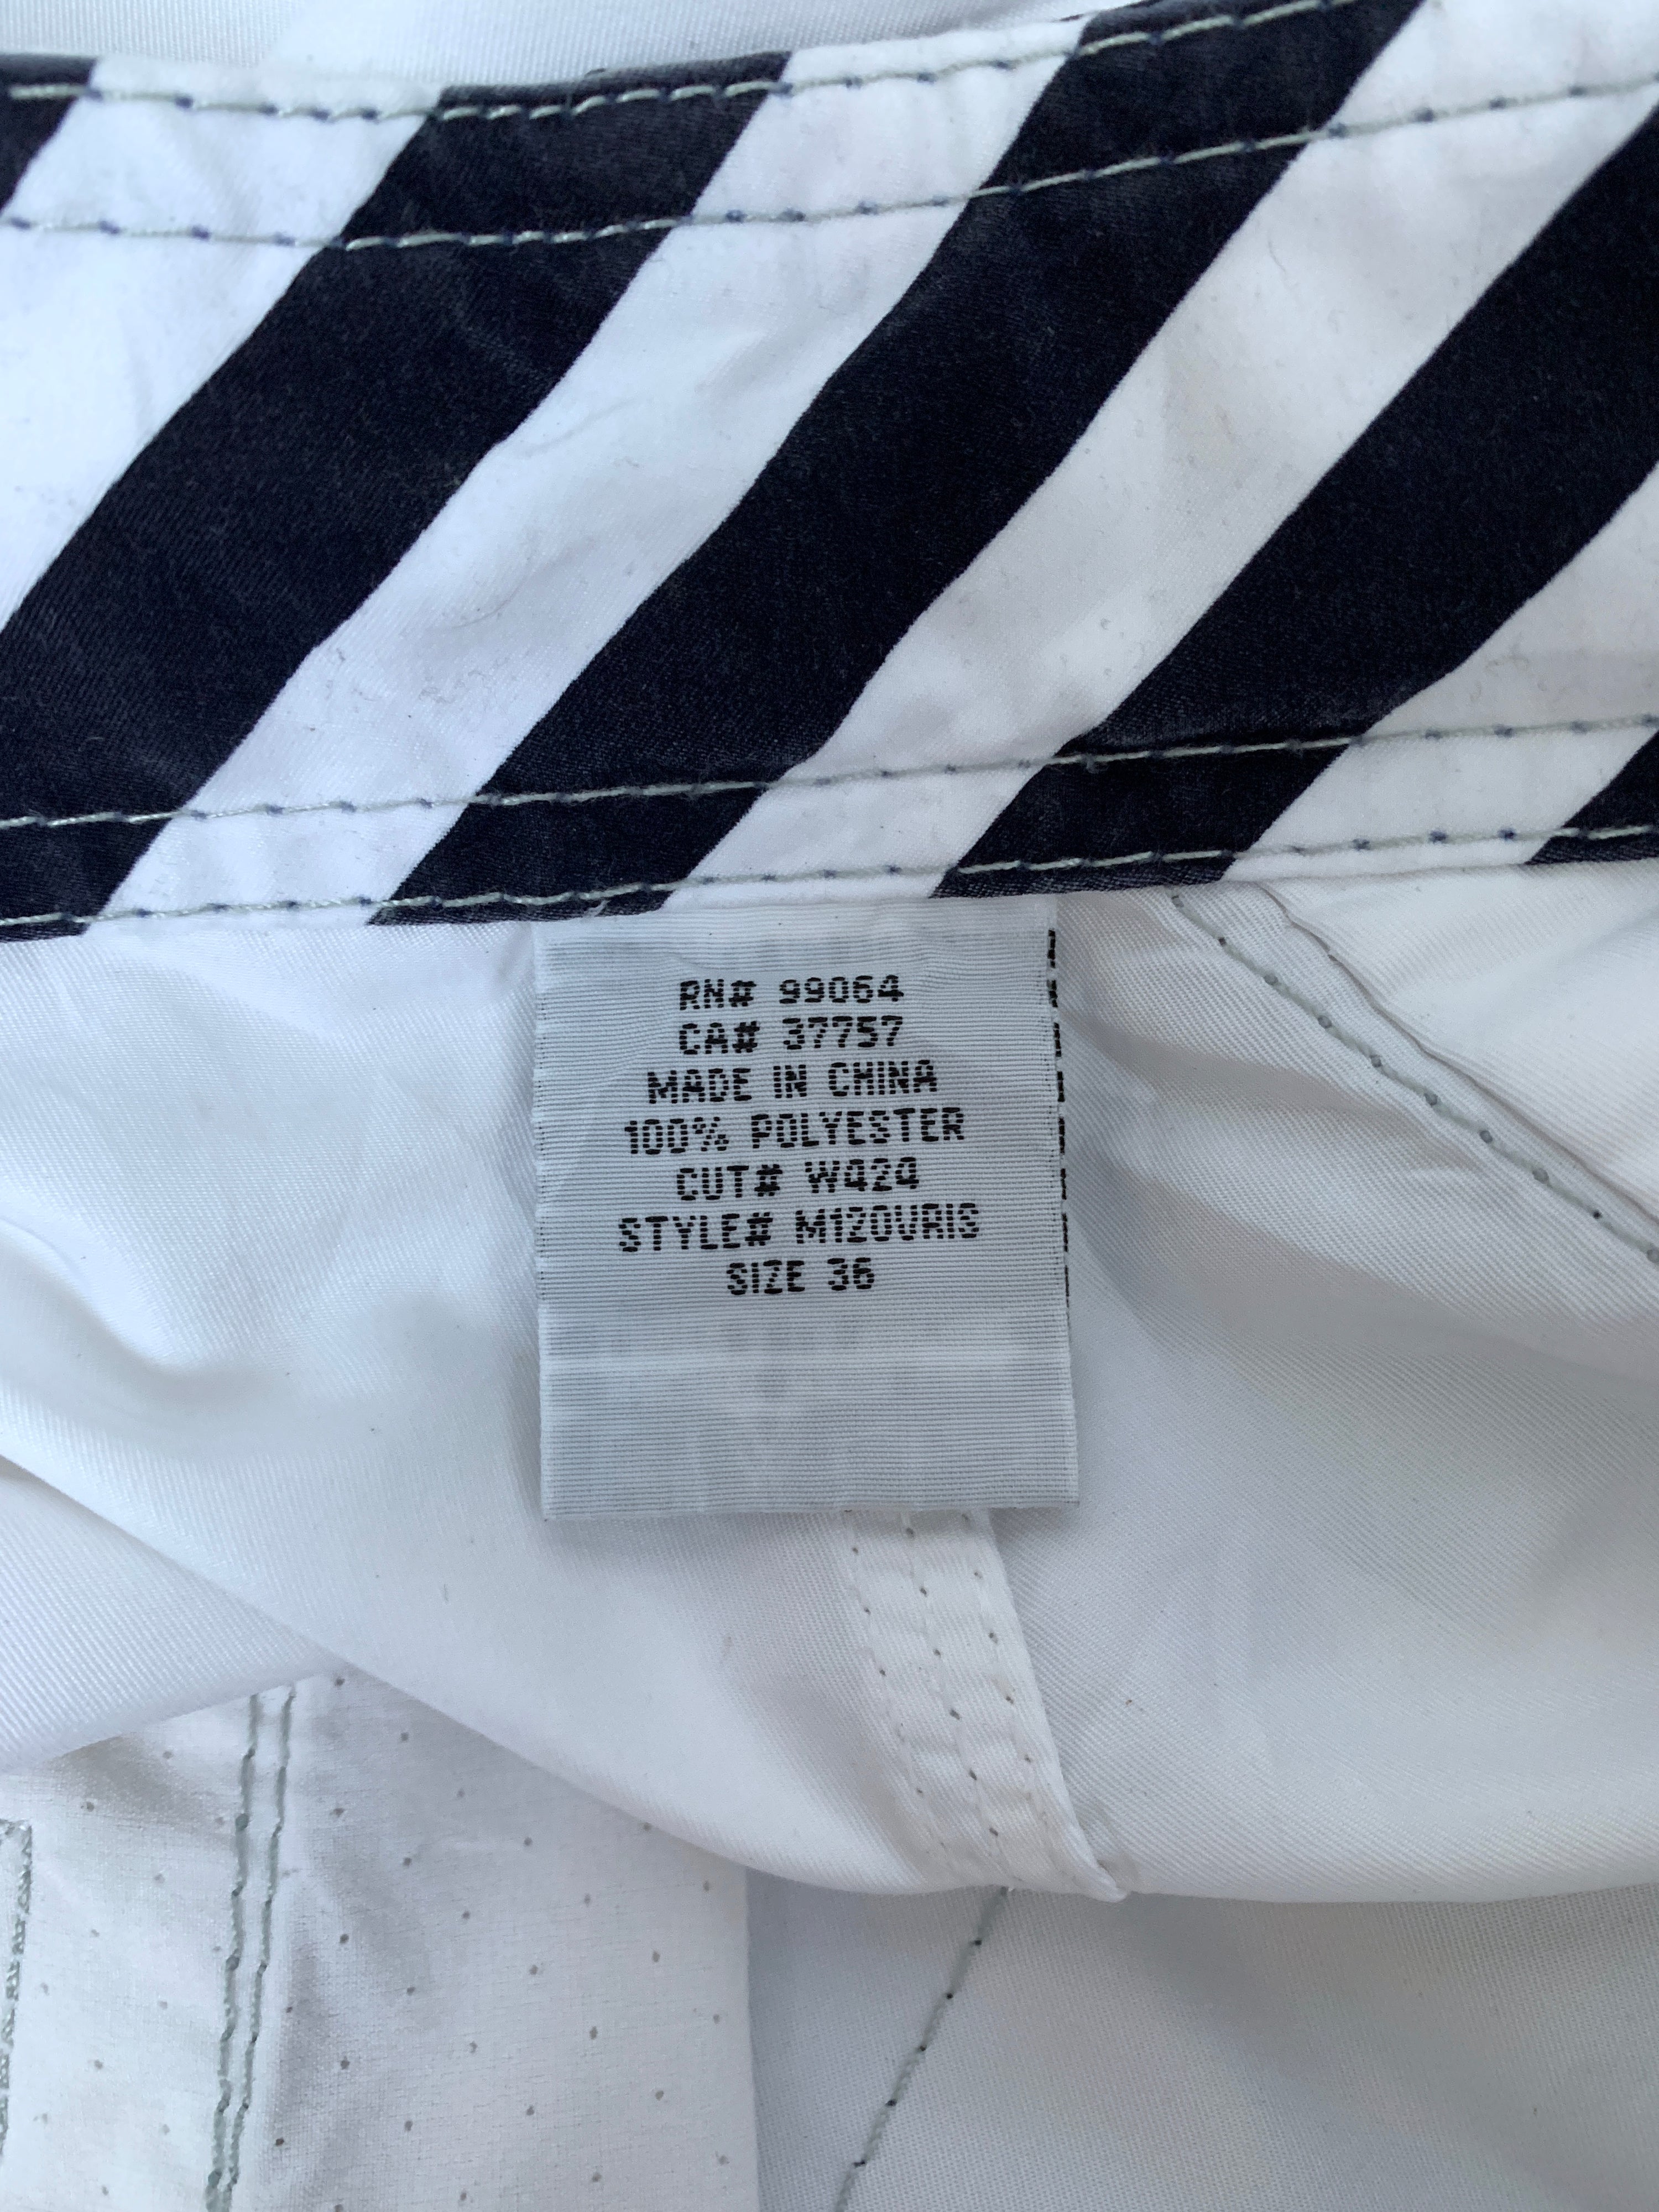 RN# 99064
CA# 37757
MADE IN CHINA
100% POLYESTER
CUT# W424
STYLE# M120VRIS
SIZE 36